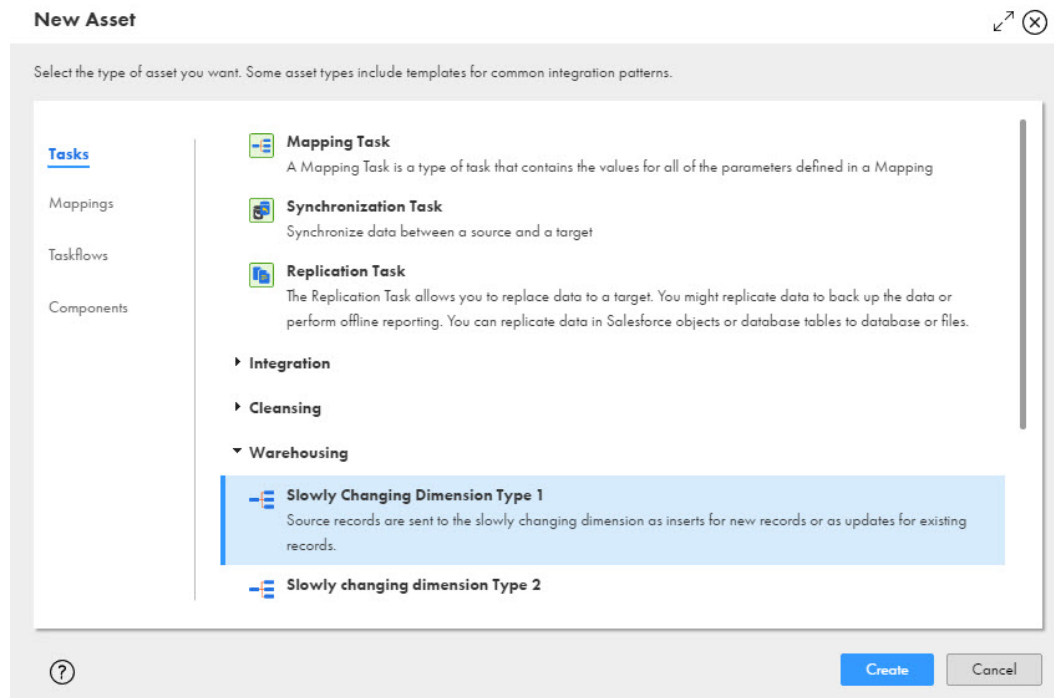 New Asset
Select the type of asset you want. Some asset types include templates for common integration patterns.
Tasks
Mappings
Taskflows
Components
Mapping Task
A Mapping Task is a type of task that contains the values for all of the parameters defined in a Mapping
Synchronization Task
Synchronize data between a source and a target
Replication Task
The Replication Task allows you to replace data to a target. You might replicate data to back up the data or
perform offline reporting. You can replicate data in Salesforce objects or database tables to database or files.
Integration
Cleansing
Warehousing
Slowly Changing Dimension Type 1
Source records are sent to the slowly changing dimension as inserts for new records or as updates for existing
records.
Slowly changing dimension Type 2
?
Create
Cancel